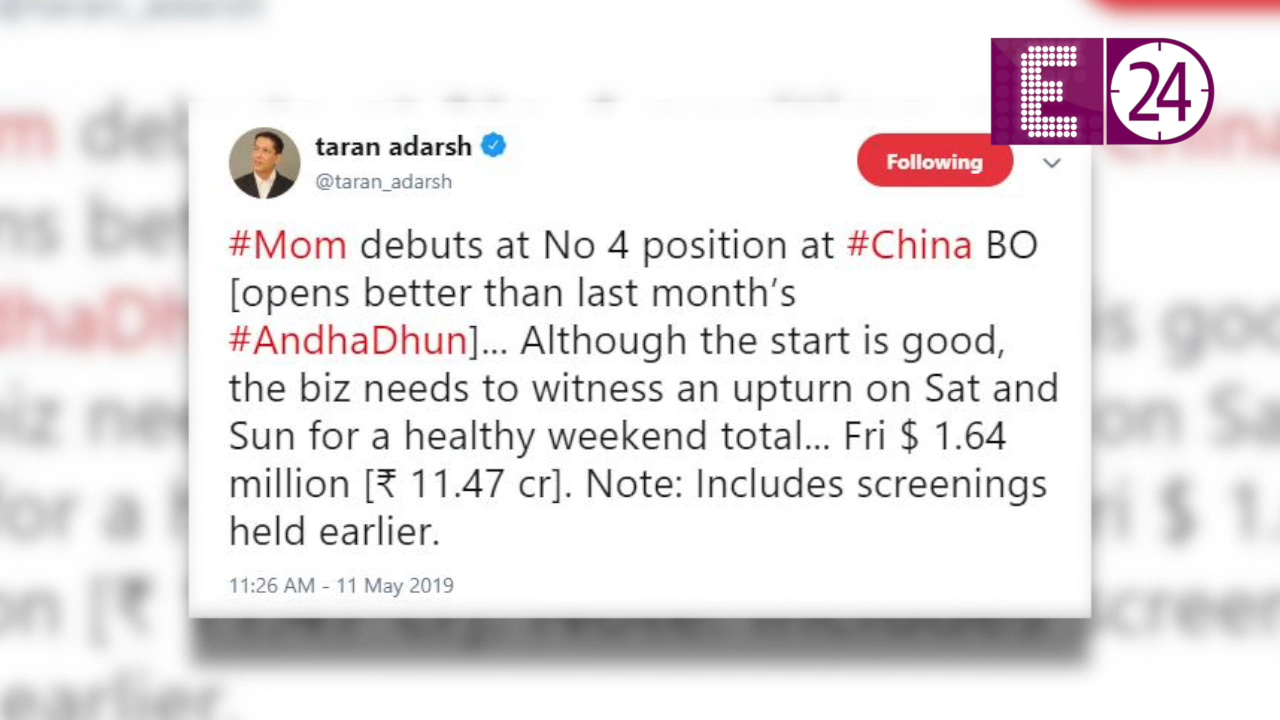 E 24
taran adarsh
@taran_adarsh
Following
#Mom debuts at No 4 position at #China BO
[opens better than last month’s
#AndhaDhun]... Although the start is good,
the biz needs to witness an upturn on Sat and
Sun for a healthy weekend total... Fri $ 1.64
million [₹ 11.47 cr]. Note: Includes screenings
held earlier.
11:26 AM - 11 May 2019